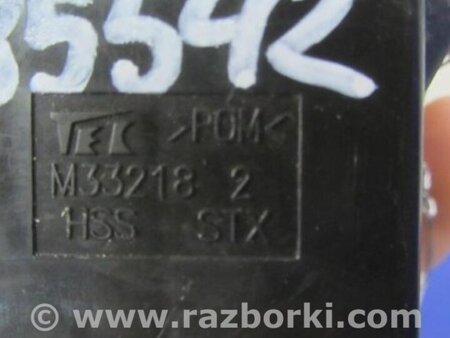 35542
TEC >POM<
M33218 2
HSS STX
© www.razborki.com